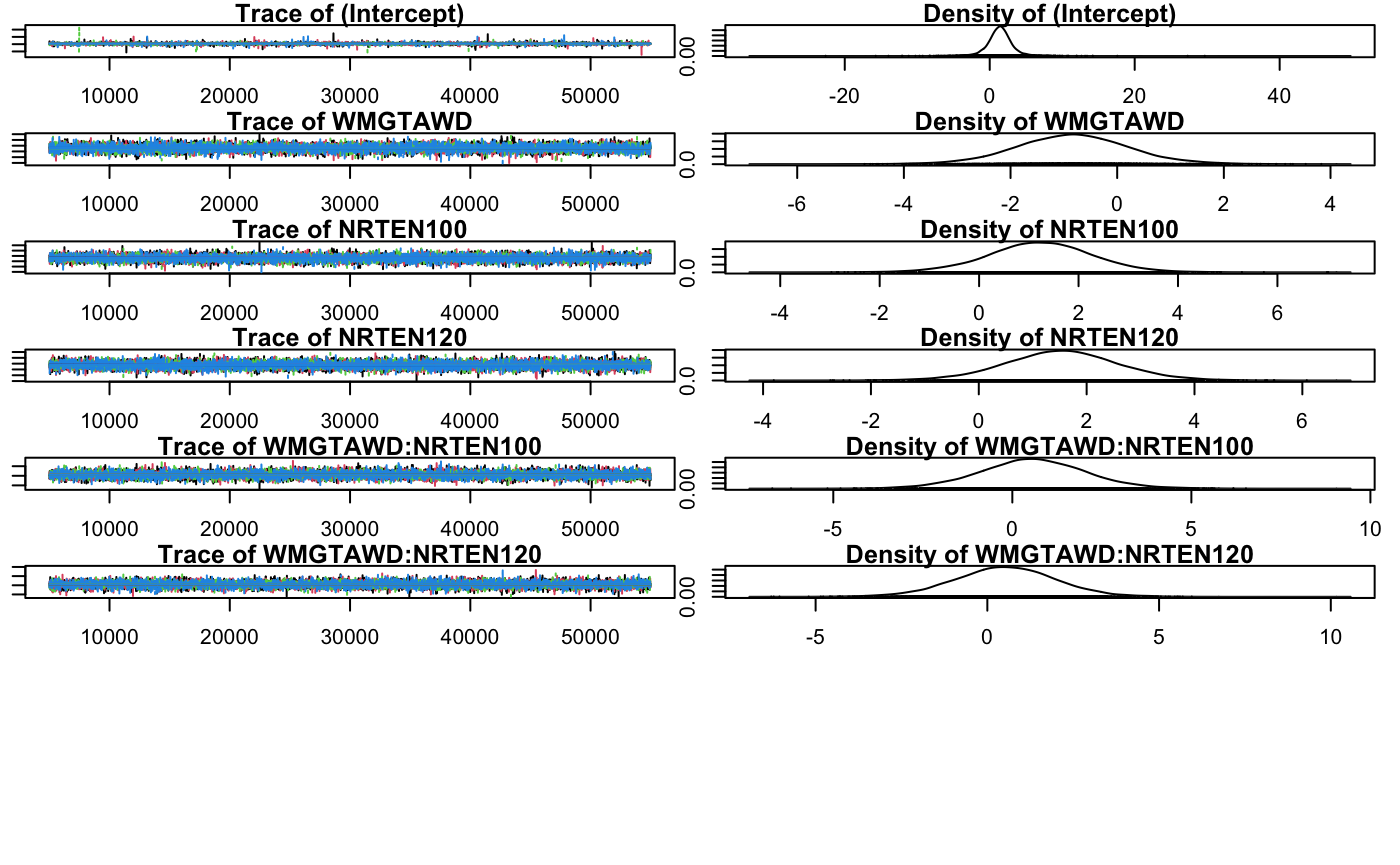 Trace of (Intercept) Density of (Intercept)
0.00
10000 20000 30000 40000 50000 -20 0 20 40
Trace of WMGTAWD Density of WMGTAWD
0.0
10000 20000 30000 40000 50000 -6 -4 -2 0 2 4
Trace of NRTEN100 Density of NRTEN100
0.0
10000 20000 30000 40000 50000 -4 -2 0 2 4 6
Trace of NRTEN120 Density of NRTEN120
0.0
10000 20000 30000 40000 50000 -4 -2 0 2 4 6
Trace of WMGTAWD:NRTEN100 Density of WMGTAWD:NRTEN100
0.00
10000 20000 30000 40000 50000 -5 0 5 10
Trace of WMGTAWD:NRTEN120 Density of WMGTAWD:NRTEN120
0.00
10000 20000 30000 40000 50000 -5 0 5 10